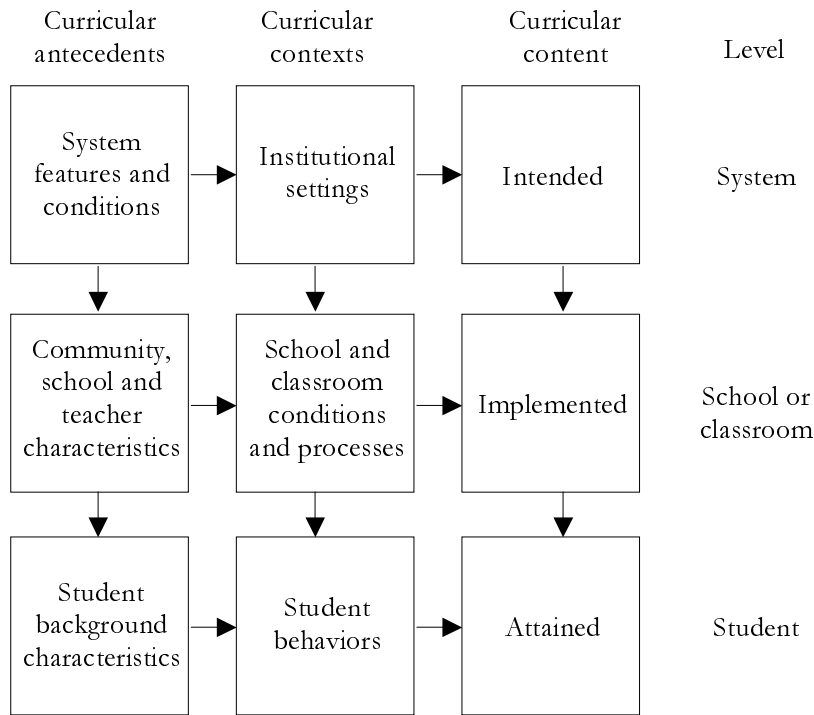 Curricular
antecedents
Curricular
contexts
Curricular
content
Level
System
features and
conditions
Institutional
settings
Intended
System
Community,
school and
teacher
characteristics
School and
classroom
conditions
and processes
Implemented
School or
classroom
Student
background
characteristics
Student
behaviors
Attained
Student